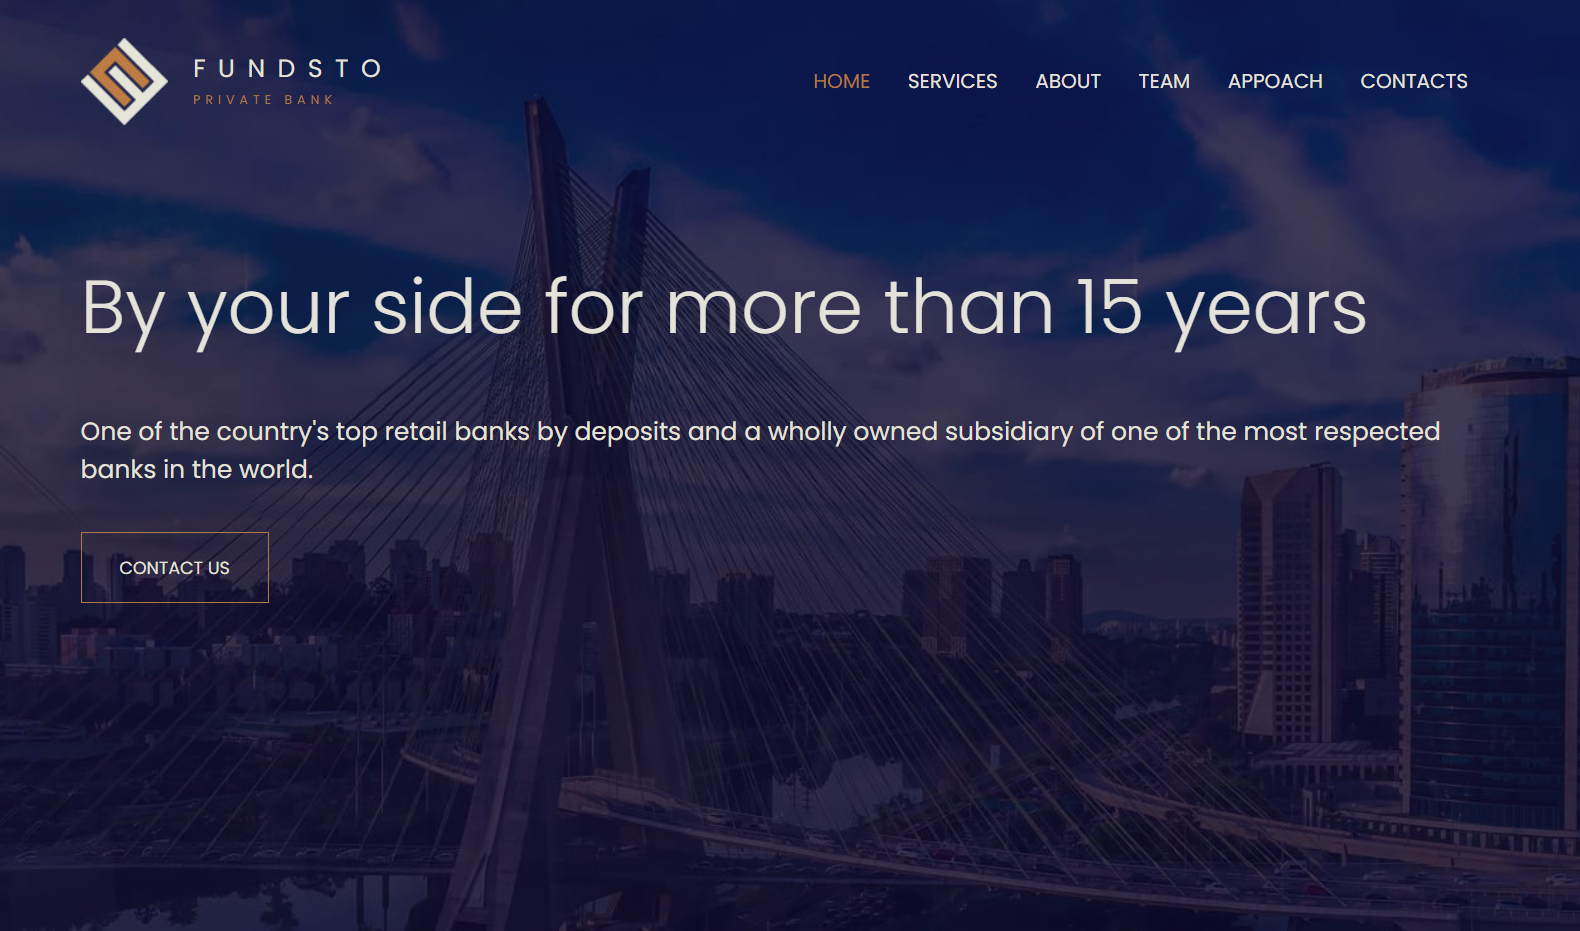 FUNDSTO
PRIVATE BANK
HOME SERVICES ABOUT TEAM APPOACH CONTACTS
By your side for more than 15 years
One of the country's top retail banks by deposits and a wholly owned subsidiary of one of the most respected
banks in the world.
CONTACT US